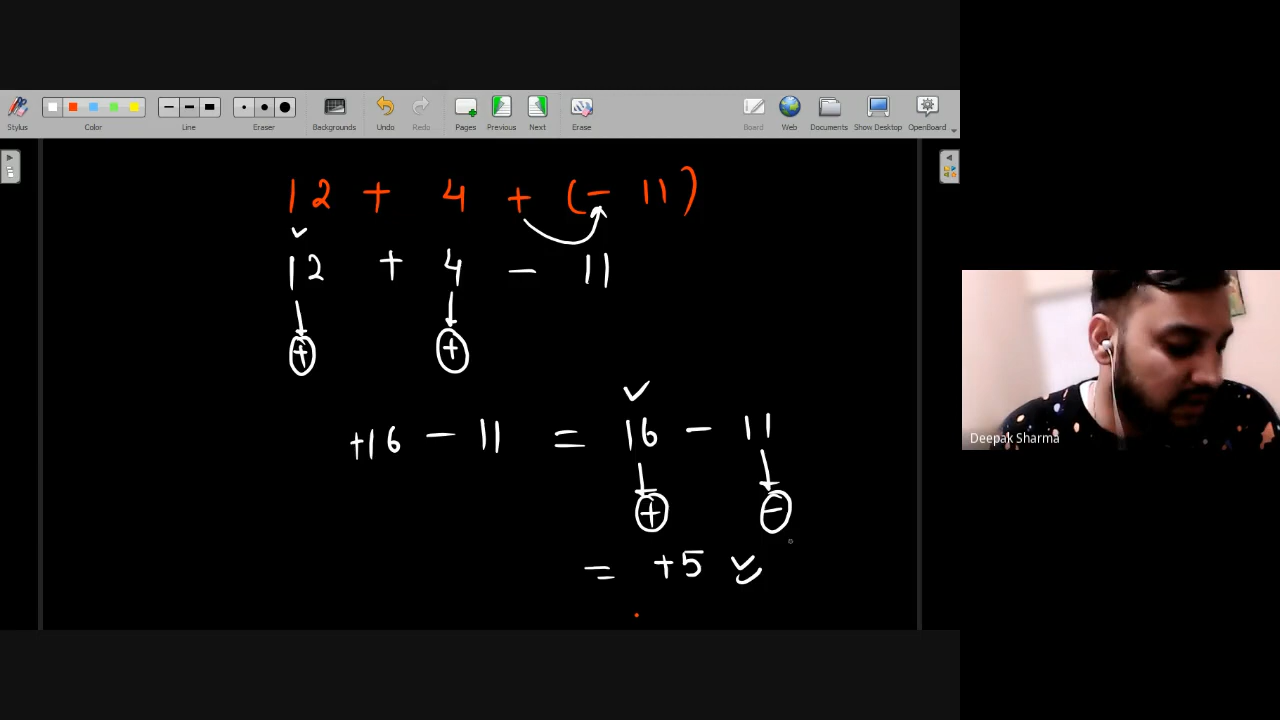 Stylus Color Line Eraser Backgrounds Undo Redo Pages Previous Next Erase Board Web Documents Show Desktop OpenBoard
12 + 4 + (- 11)
12 + 4 - 11
+ +
+16 - 11 = 16 - 11
+ -
= +5
Deepak Sharma